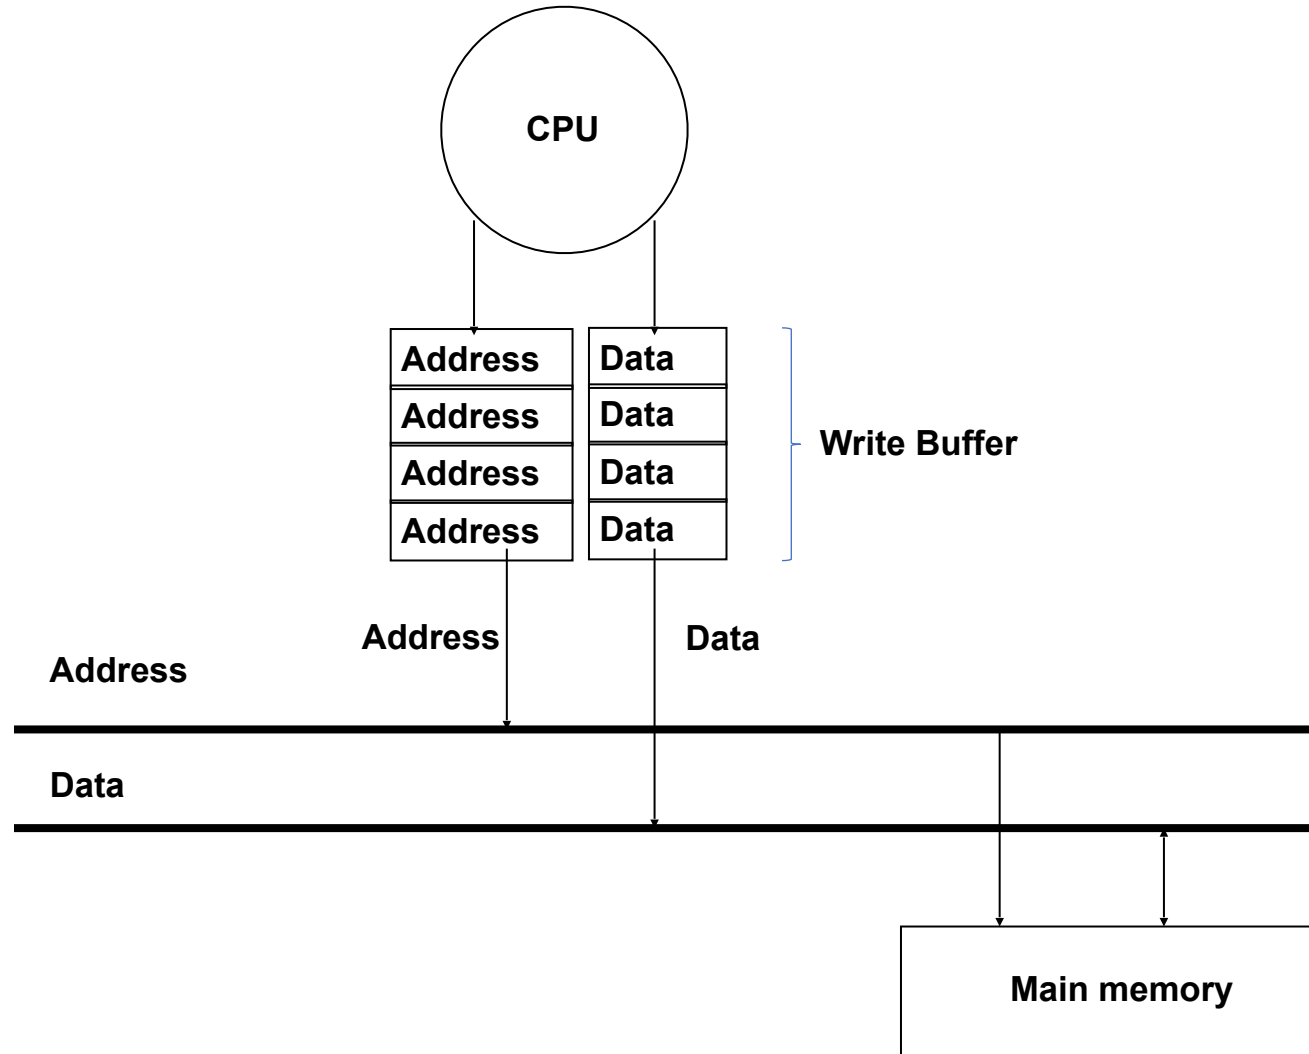 CPU
Address Data
Address Data
Address Data
Address Data
Write Buffer
Address Data
Address
Data
Main memory